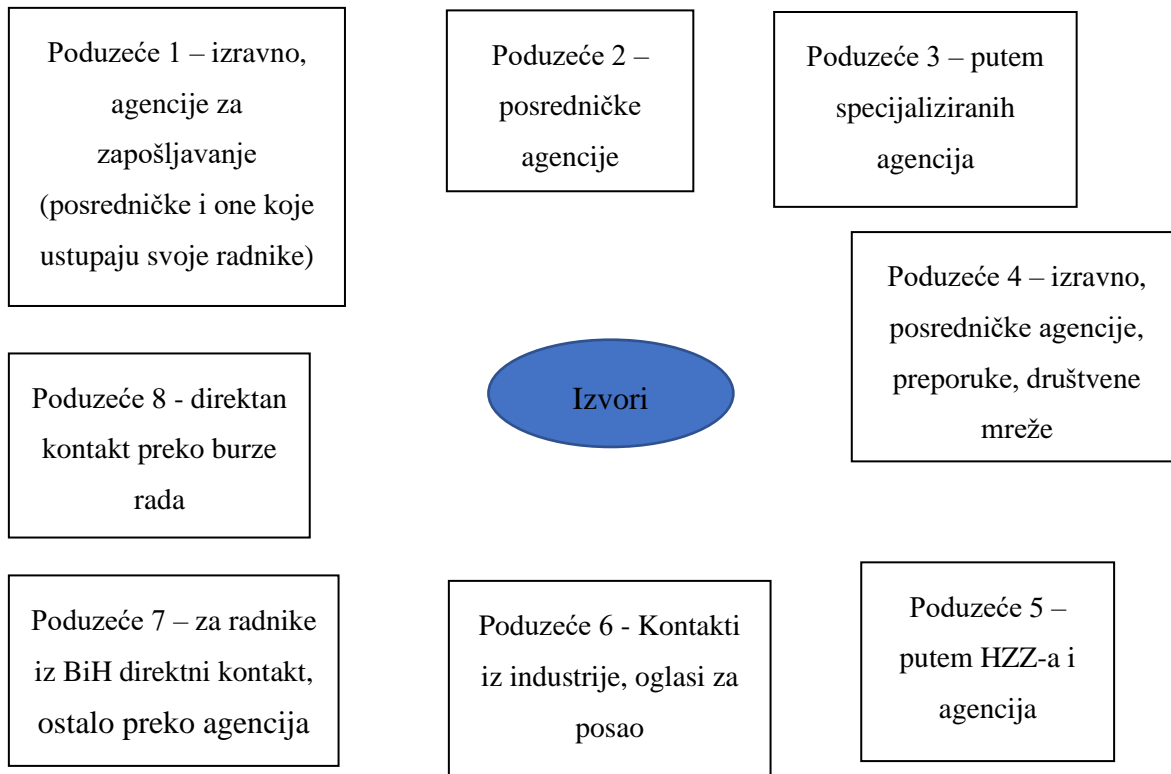 Poduzeće 1 – izravno,
agencije za
zapošljavanje
(posredničke i one koje
ustupaju svoje radnike)
Poduzeće 2 –
posredničke
agencije
Poduzeće 3 – putem
specijaliziranih
agencija
Poduzeće 4 – izravno,
posredničke agencije,
preporuke, društvene
mreže
Izvori
Poduzeće 8 - direktan
kontakt preko burze
rada
Poduzeće 7 – za radnike
iz BiH direktni kontakt,
ostalo preko agencija
Poduzeće 6 - Kontakti
iz industrije, oglasi za
posao
Poduzeće 5 –
putem HZZ-a i
agencija